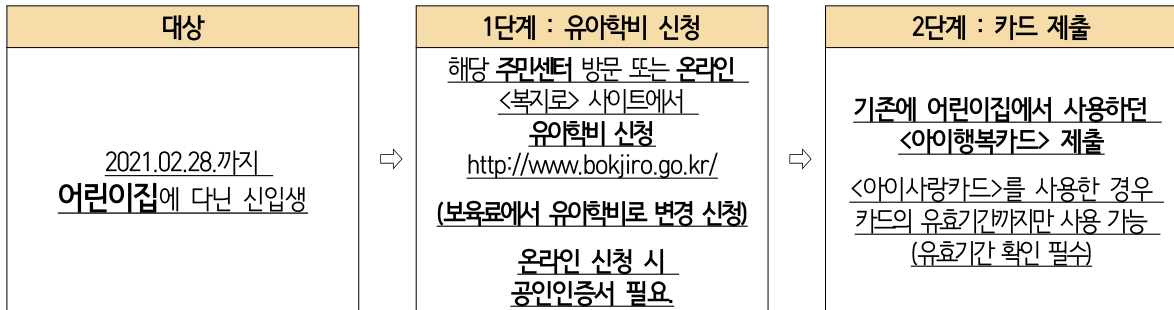 대상
2021.02.28.까지
어린이집에 다닌 신입생
⇨
1단계 : 유아학비 신청
해당 주민센터 방문 또는 온라인
<복지로> 사이트에서
유아학비 신청
http://www.bokjiro.go.kr/
(보육료에서 유아학비로 변경 신청)
온라인 신청 시
공인인증서 필요.
⇨
2단계 : 카드 제출
기존에 어린이집에서 사용하던
<아이행복카드> 제출
<아이사랑카드>를 사용한 경우
카드의 유효기간까지만 사용 가능
(유효기간 확인 필수)